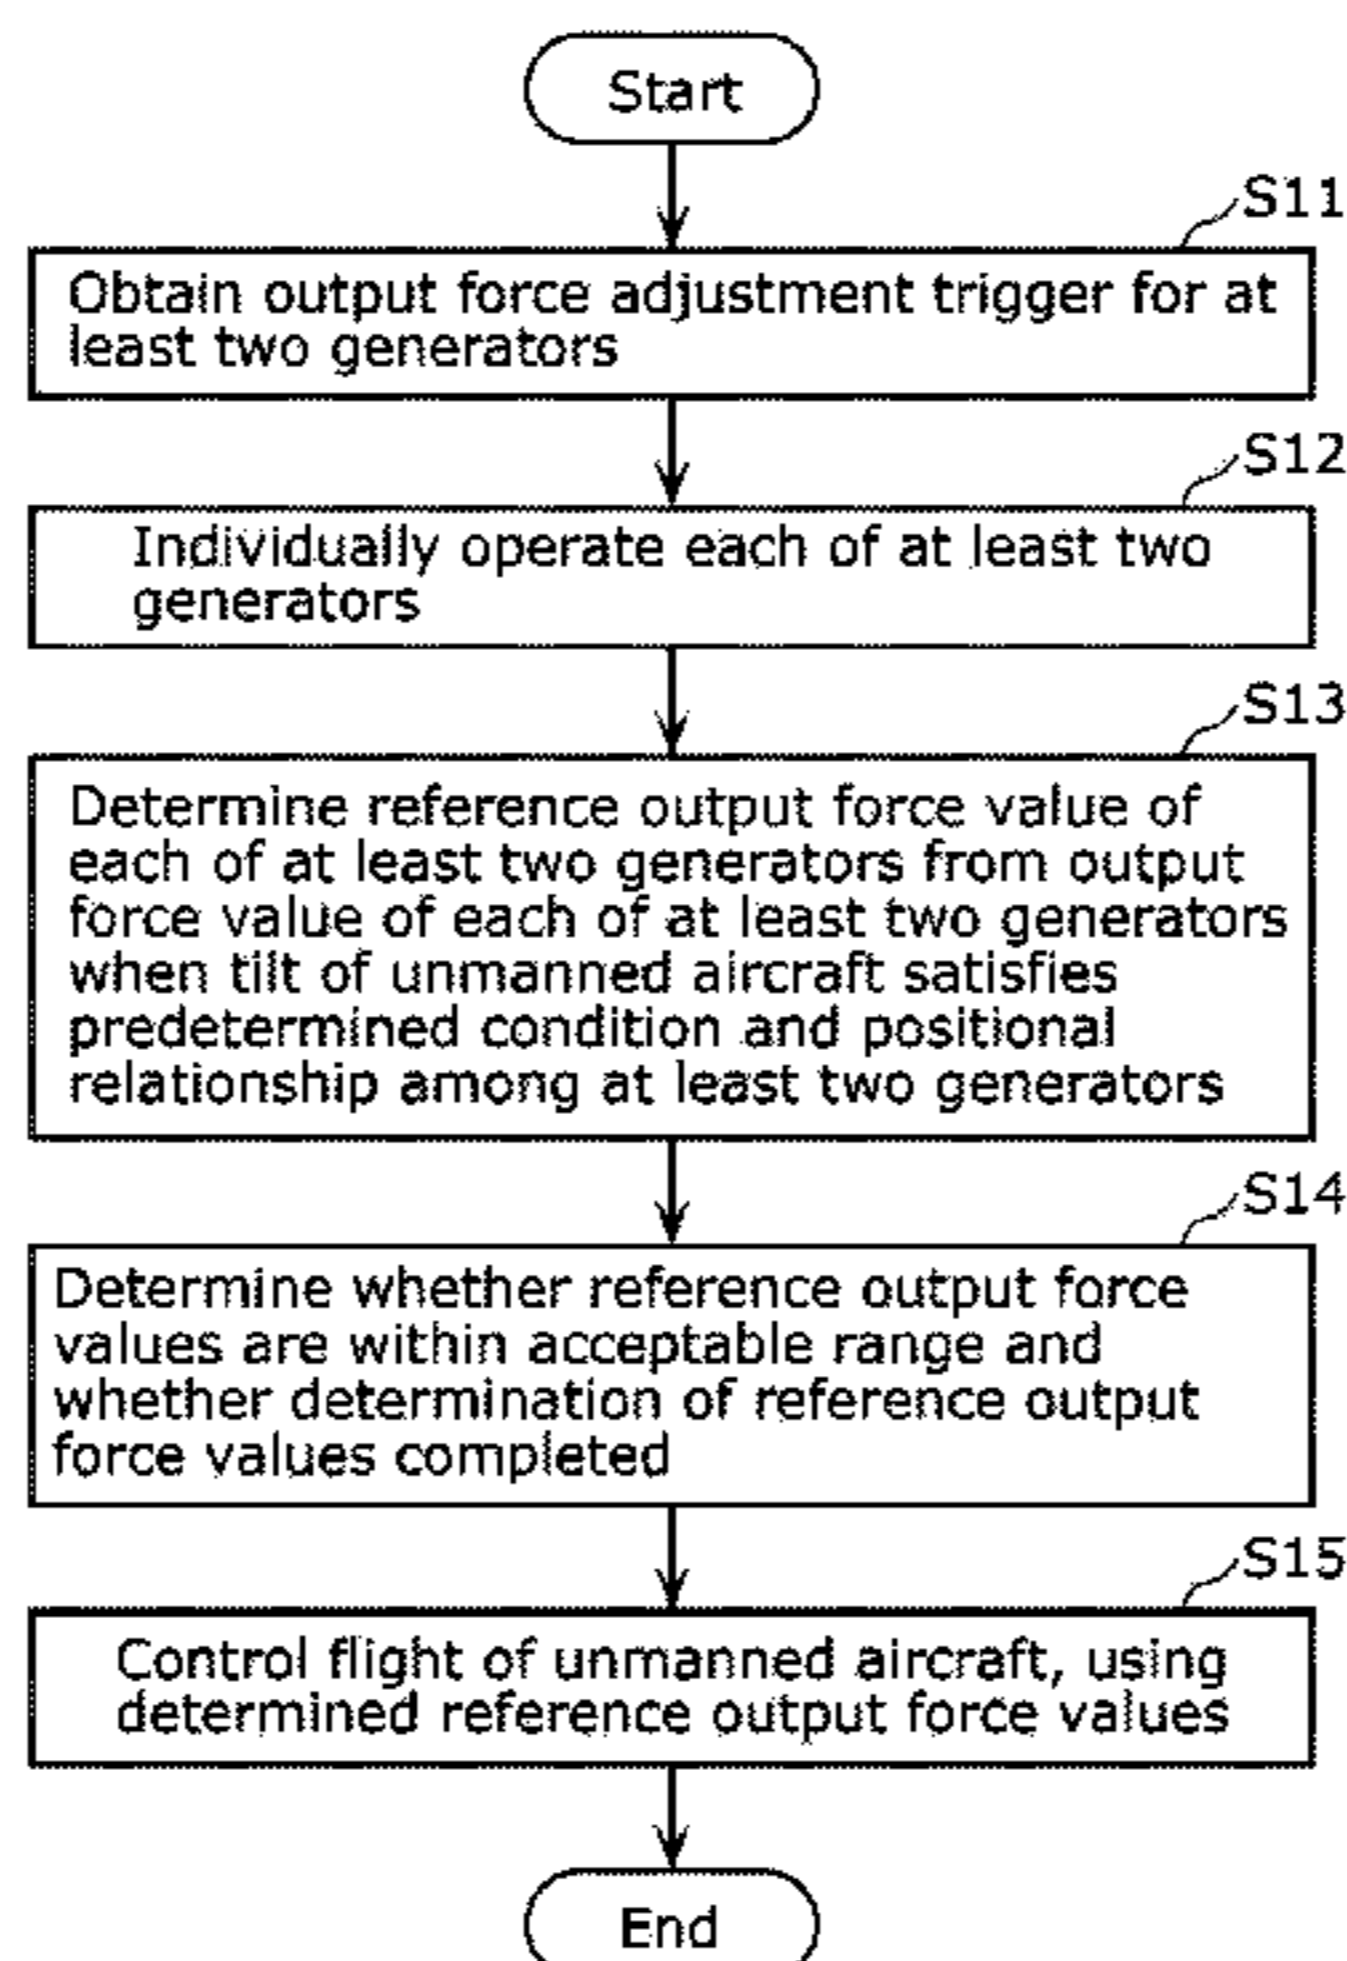 Start
S11
Obtain output force adjustment trigger for at
least two generators
S12
Individually operate each of at least two
generators
S13
Determine reference output force value of
each of at least two generators from output
force value of each of at least two generators
when tilt of unmanned aircraft satisfies
predetermined condition and positional
relationship among at least two generators
S14
Determine whether reference output force
values are within acceptable range and
whether determination of reference output
force values completed
S15
Control flight of unmanned aircraft, using
determined reference output force values
End